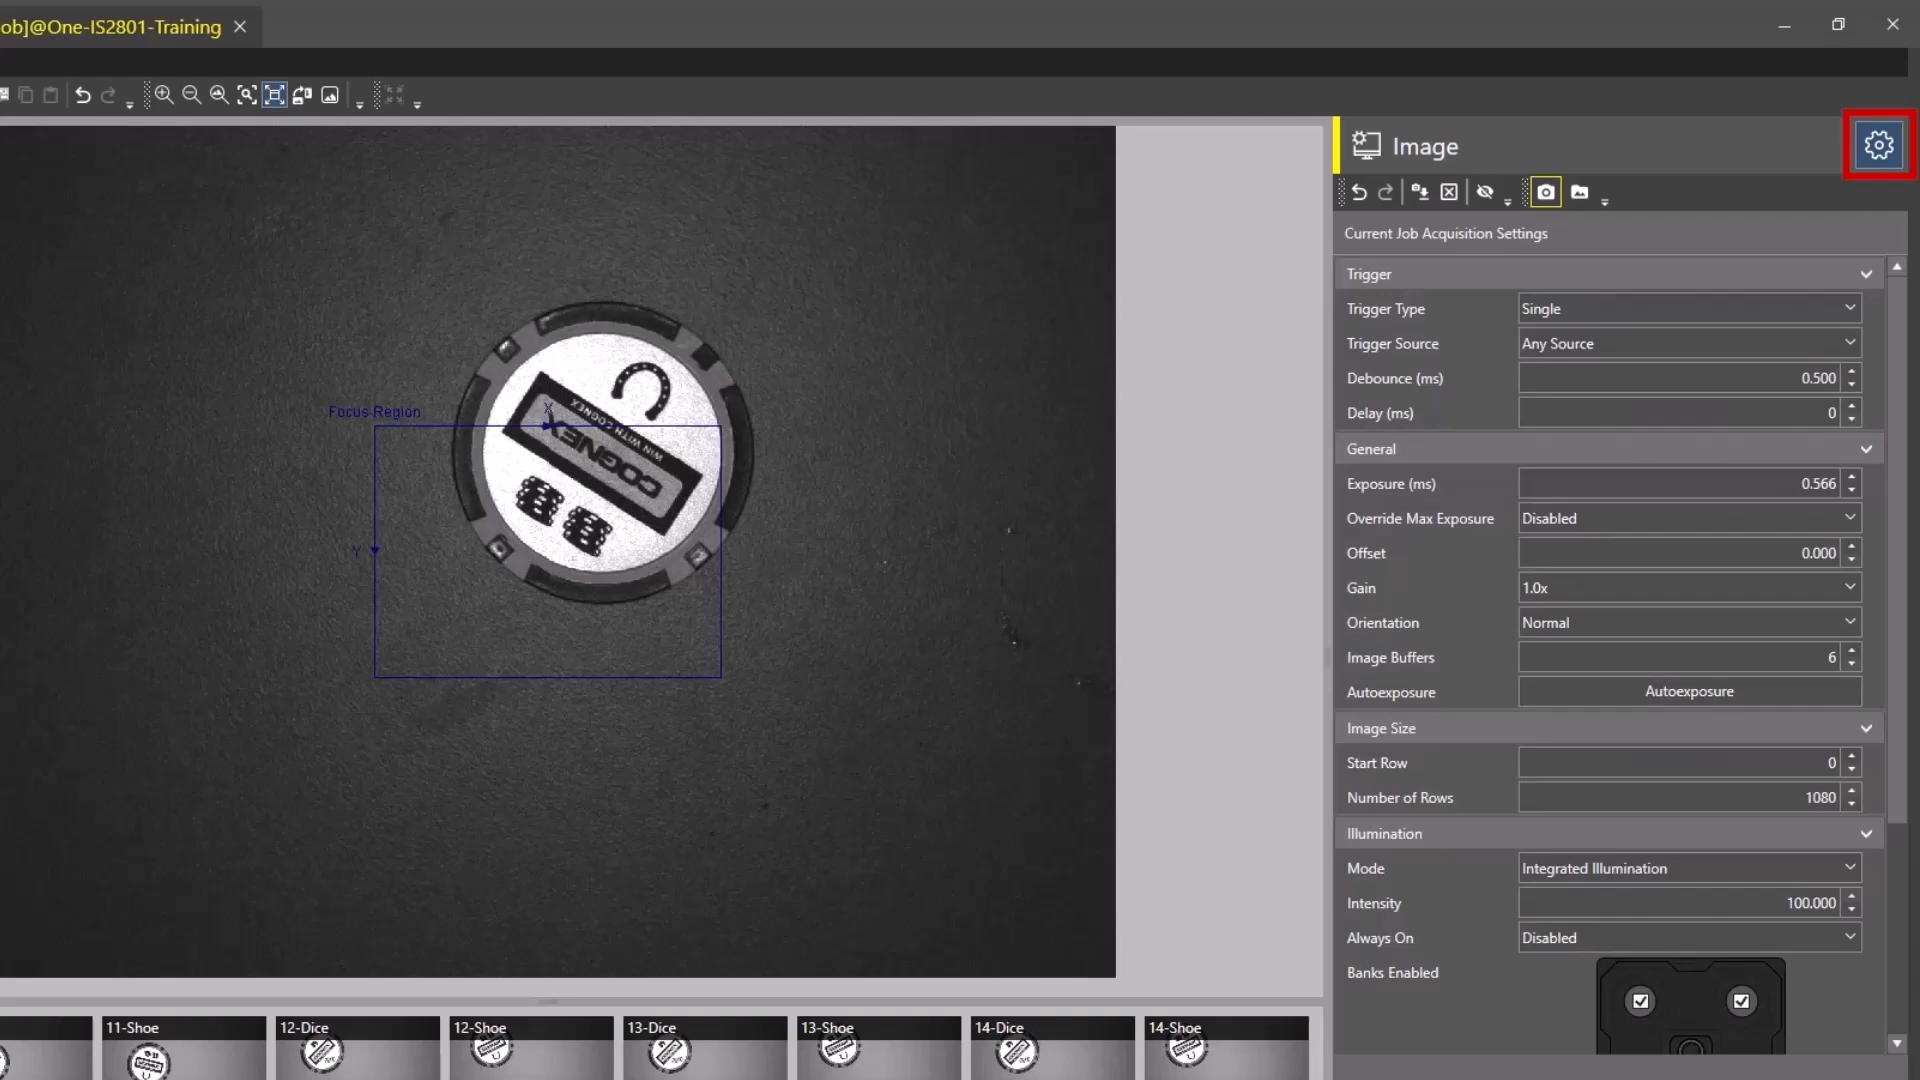 ob]@One-IS2801-Training
Image
Current Job Acquisition Settings
Trigger
Trigger Type Single
Trigger Source Any Source
Debounce (ms) 0.500
Delay (ms) 0
General
Exposure (ms) 0.566
Override Max Exposure Disabled
Offset 0.000
Gain 1.0x
Orientation Normal
Image Buffers 6
Autoexposure Autoexposure
Image Size
Start Row 0
Number of Rows 1080
Illumination
Mode Integrated Illumination
Intensity 100.000
Always On Disabled
Banks Enabled
Focus Region
X
Y
WIN WITH COGNEX
COGNEX
11-Shoe
12-Dice
12-Shoe
13-Dice
13-Shoe
14-Dice
14-Shoe